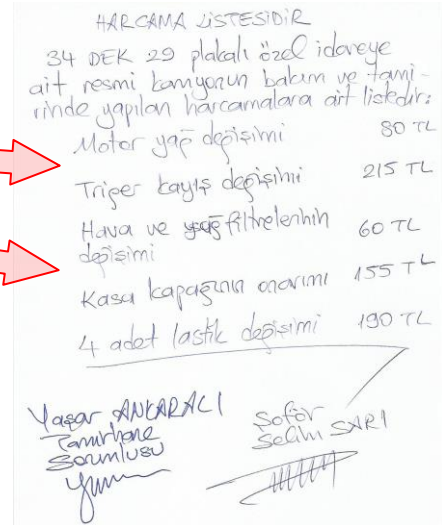 HARCAMA LİSTESİDİR
34 DEK 29 plakalı özel idareye
ait, resmi kamyonun bakım ve tami-
rinde yapılan harcamalara ait listedir:
Motor yağ değişimi 80 TL
Triger kayış değişimi 215 TL
Hava ve yağ filtrelerinin
değişimi 60 TL
Kasa kapağının onarımı 155 TL
4 adet lastik değişimi 190 TL
Yaşar ANKARACI
Tamirhane
Sorumlusu
Şoför
Selim SARI